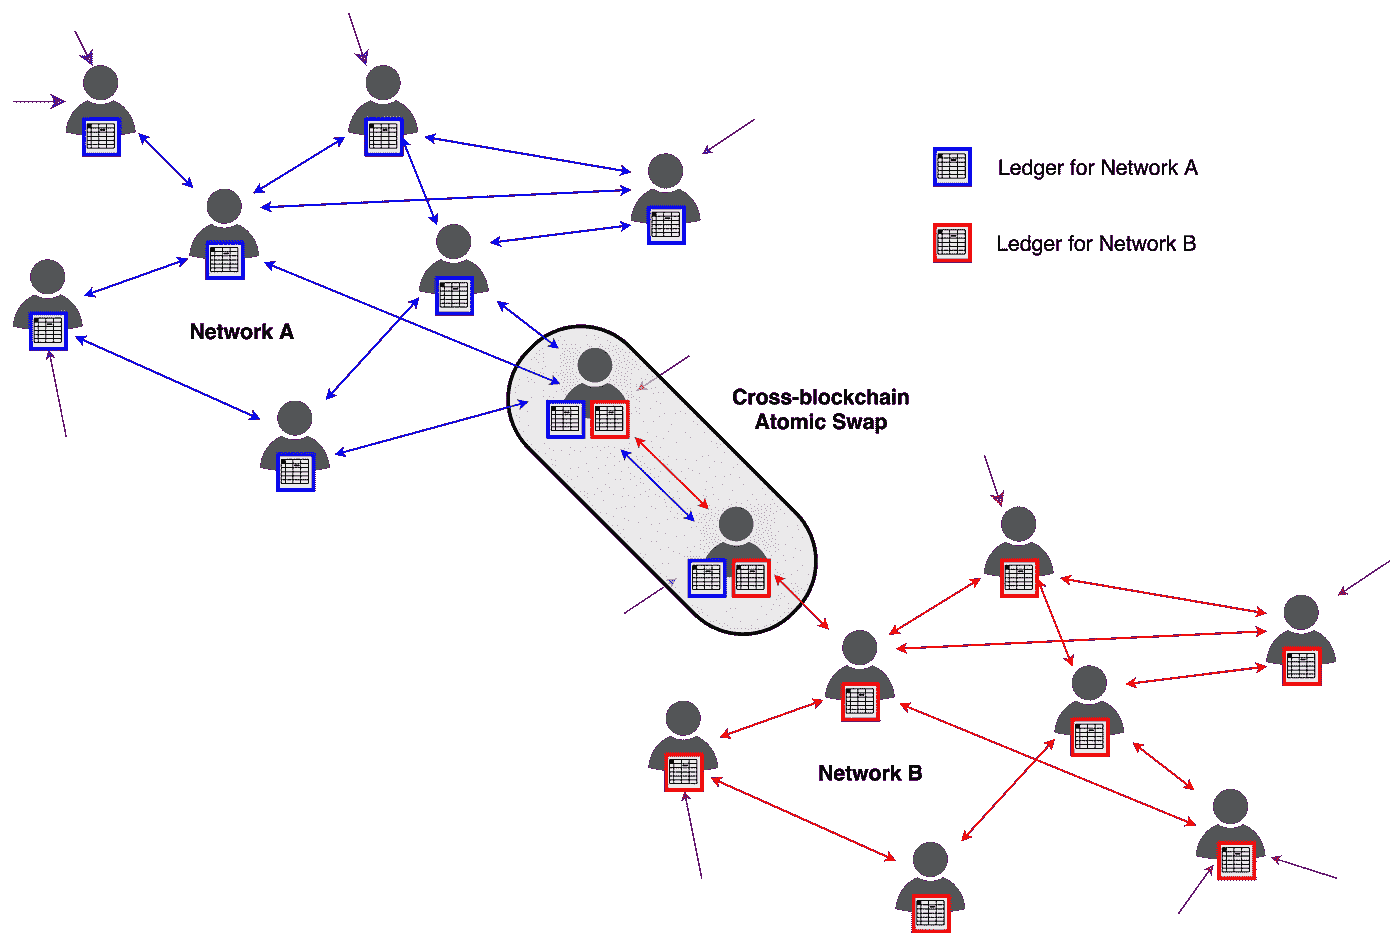 Ledger for Network A
Ledger for Network B
Network A
Cross-blockchain
Atomic Swap
Network B